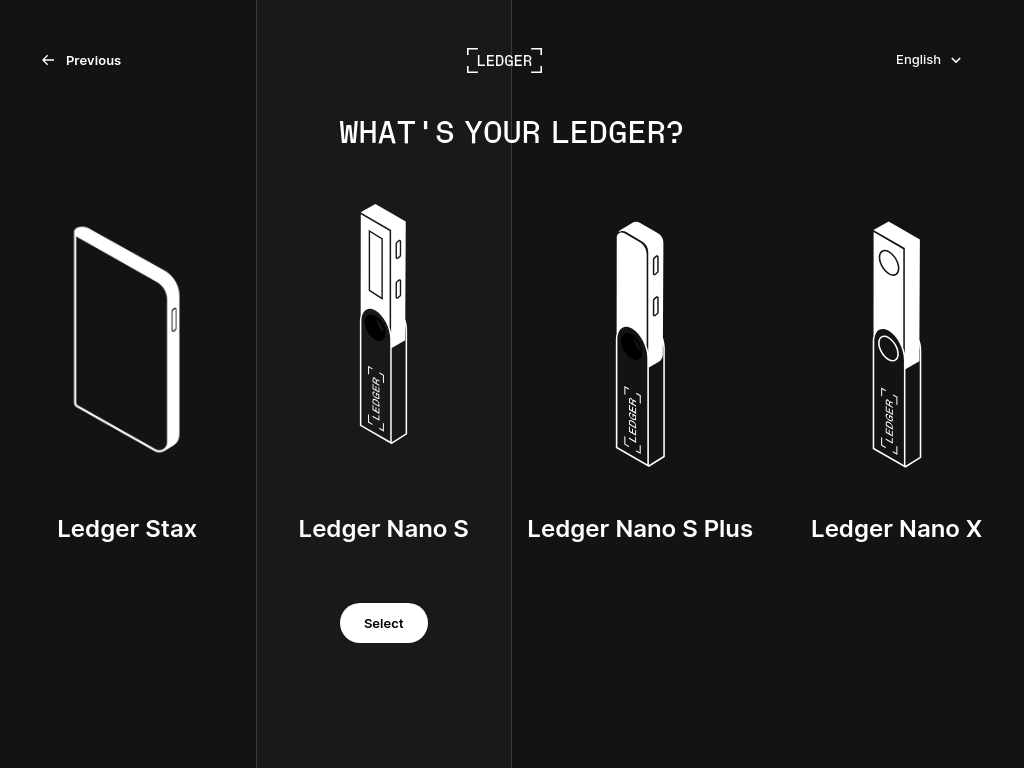 Previous
LEDGER
English
WHAT'S YOUR LEDGER?
LEDGER
LEDGER
LEDGER
Ledger Stax
Ledger Nano S
Ledger Nano S Plus
Ledger Nano X
Select